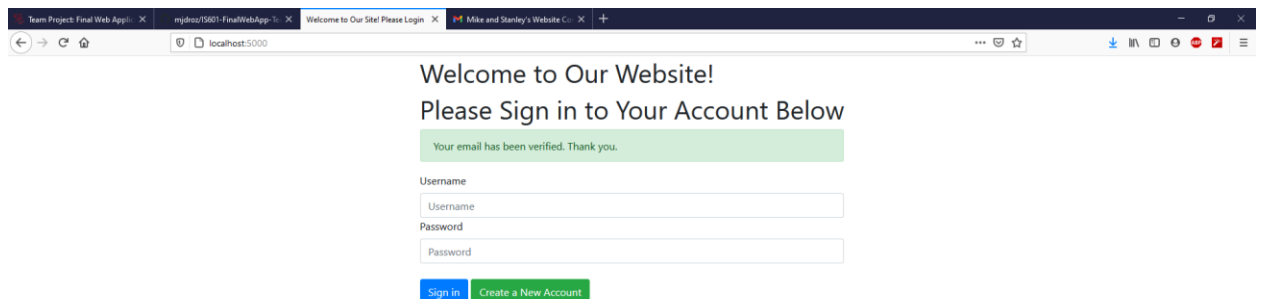 Team Project: Final Web Applic
mjdroz/IS601-FinalWebApp-Te
Welcome to Our Site! Please Login
Mike and Stanley's Website Co
localhost:5000
Welcome to Our Website!
Please Sign in to Your Account Below
Your email has been verified. Thank you.
Username
Username
Password
Password
Sign in
Create a New Account